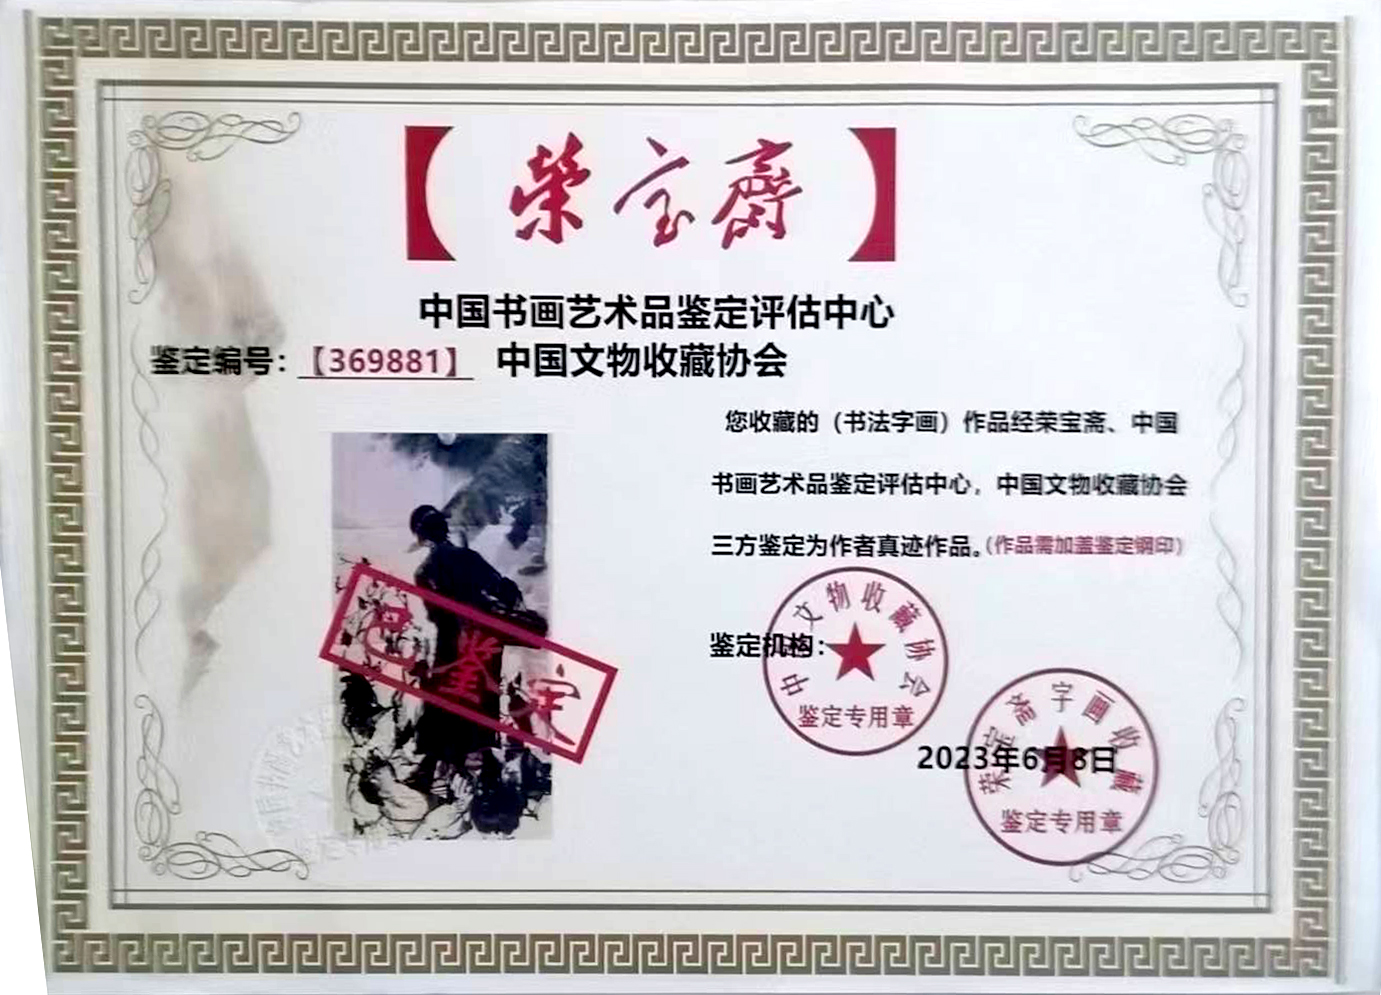 【榮宝齋】
中国书画艺术品鉴定评估中心
鉴定编号：【369881】 中国文物收藏协会
您收藏的（书法字画）作品经荣宝斋、中国
书画艺术品鉴定评估中心，中国文物收藏协会
三方鉴定为作者真迹作品。（作品需加盖鉴定钢印）
已鉴定
鉴定机构：
中国文物收藏协会
鉴定专用章
2023年6月8日
荣宝斋字画收藏
鉴定专用章